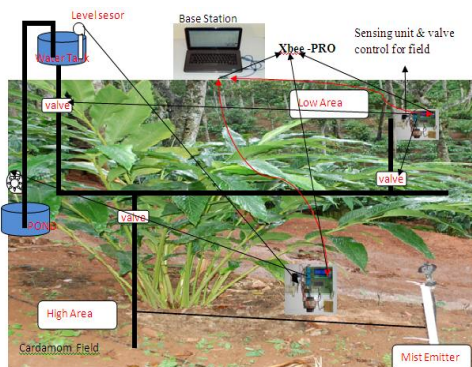 Level sesor
Base Station
Xbee -PRO
Sensing unit & valve
control for field
Water Tank
valve
Low Area
valve
valve
POND
High Area
Cardamom Field
Mist Emitter